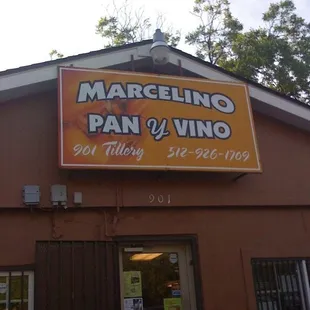 MARCELINO
PAN y VINO
901 Tillery 512-926-1709
901